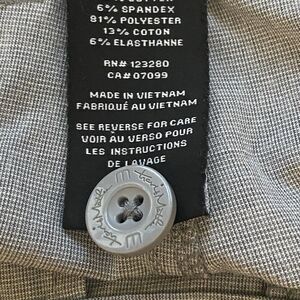 6% SPANDEX
81% POLYESTER
13% COTON
6% ELASTHANNE
RN# 123280
CA# 07099
MADE IN VIETNAM
FABRIQUÉ AU VIETNAM
SEE REVERSE FOR CARE
VOIR AU VERSO POUR
LES INSTRUCTIONS
DE LAVAGE